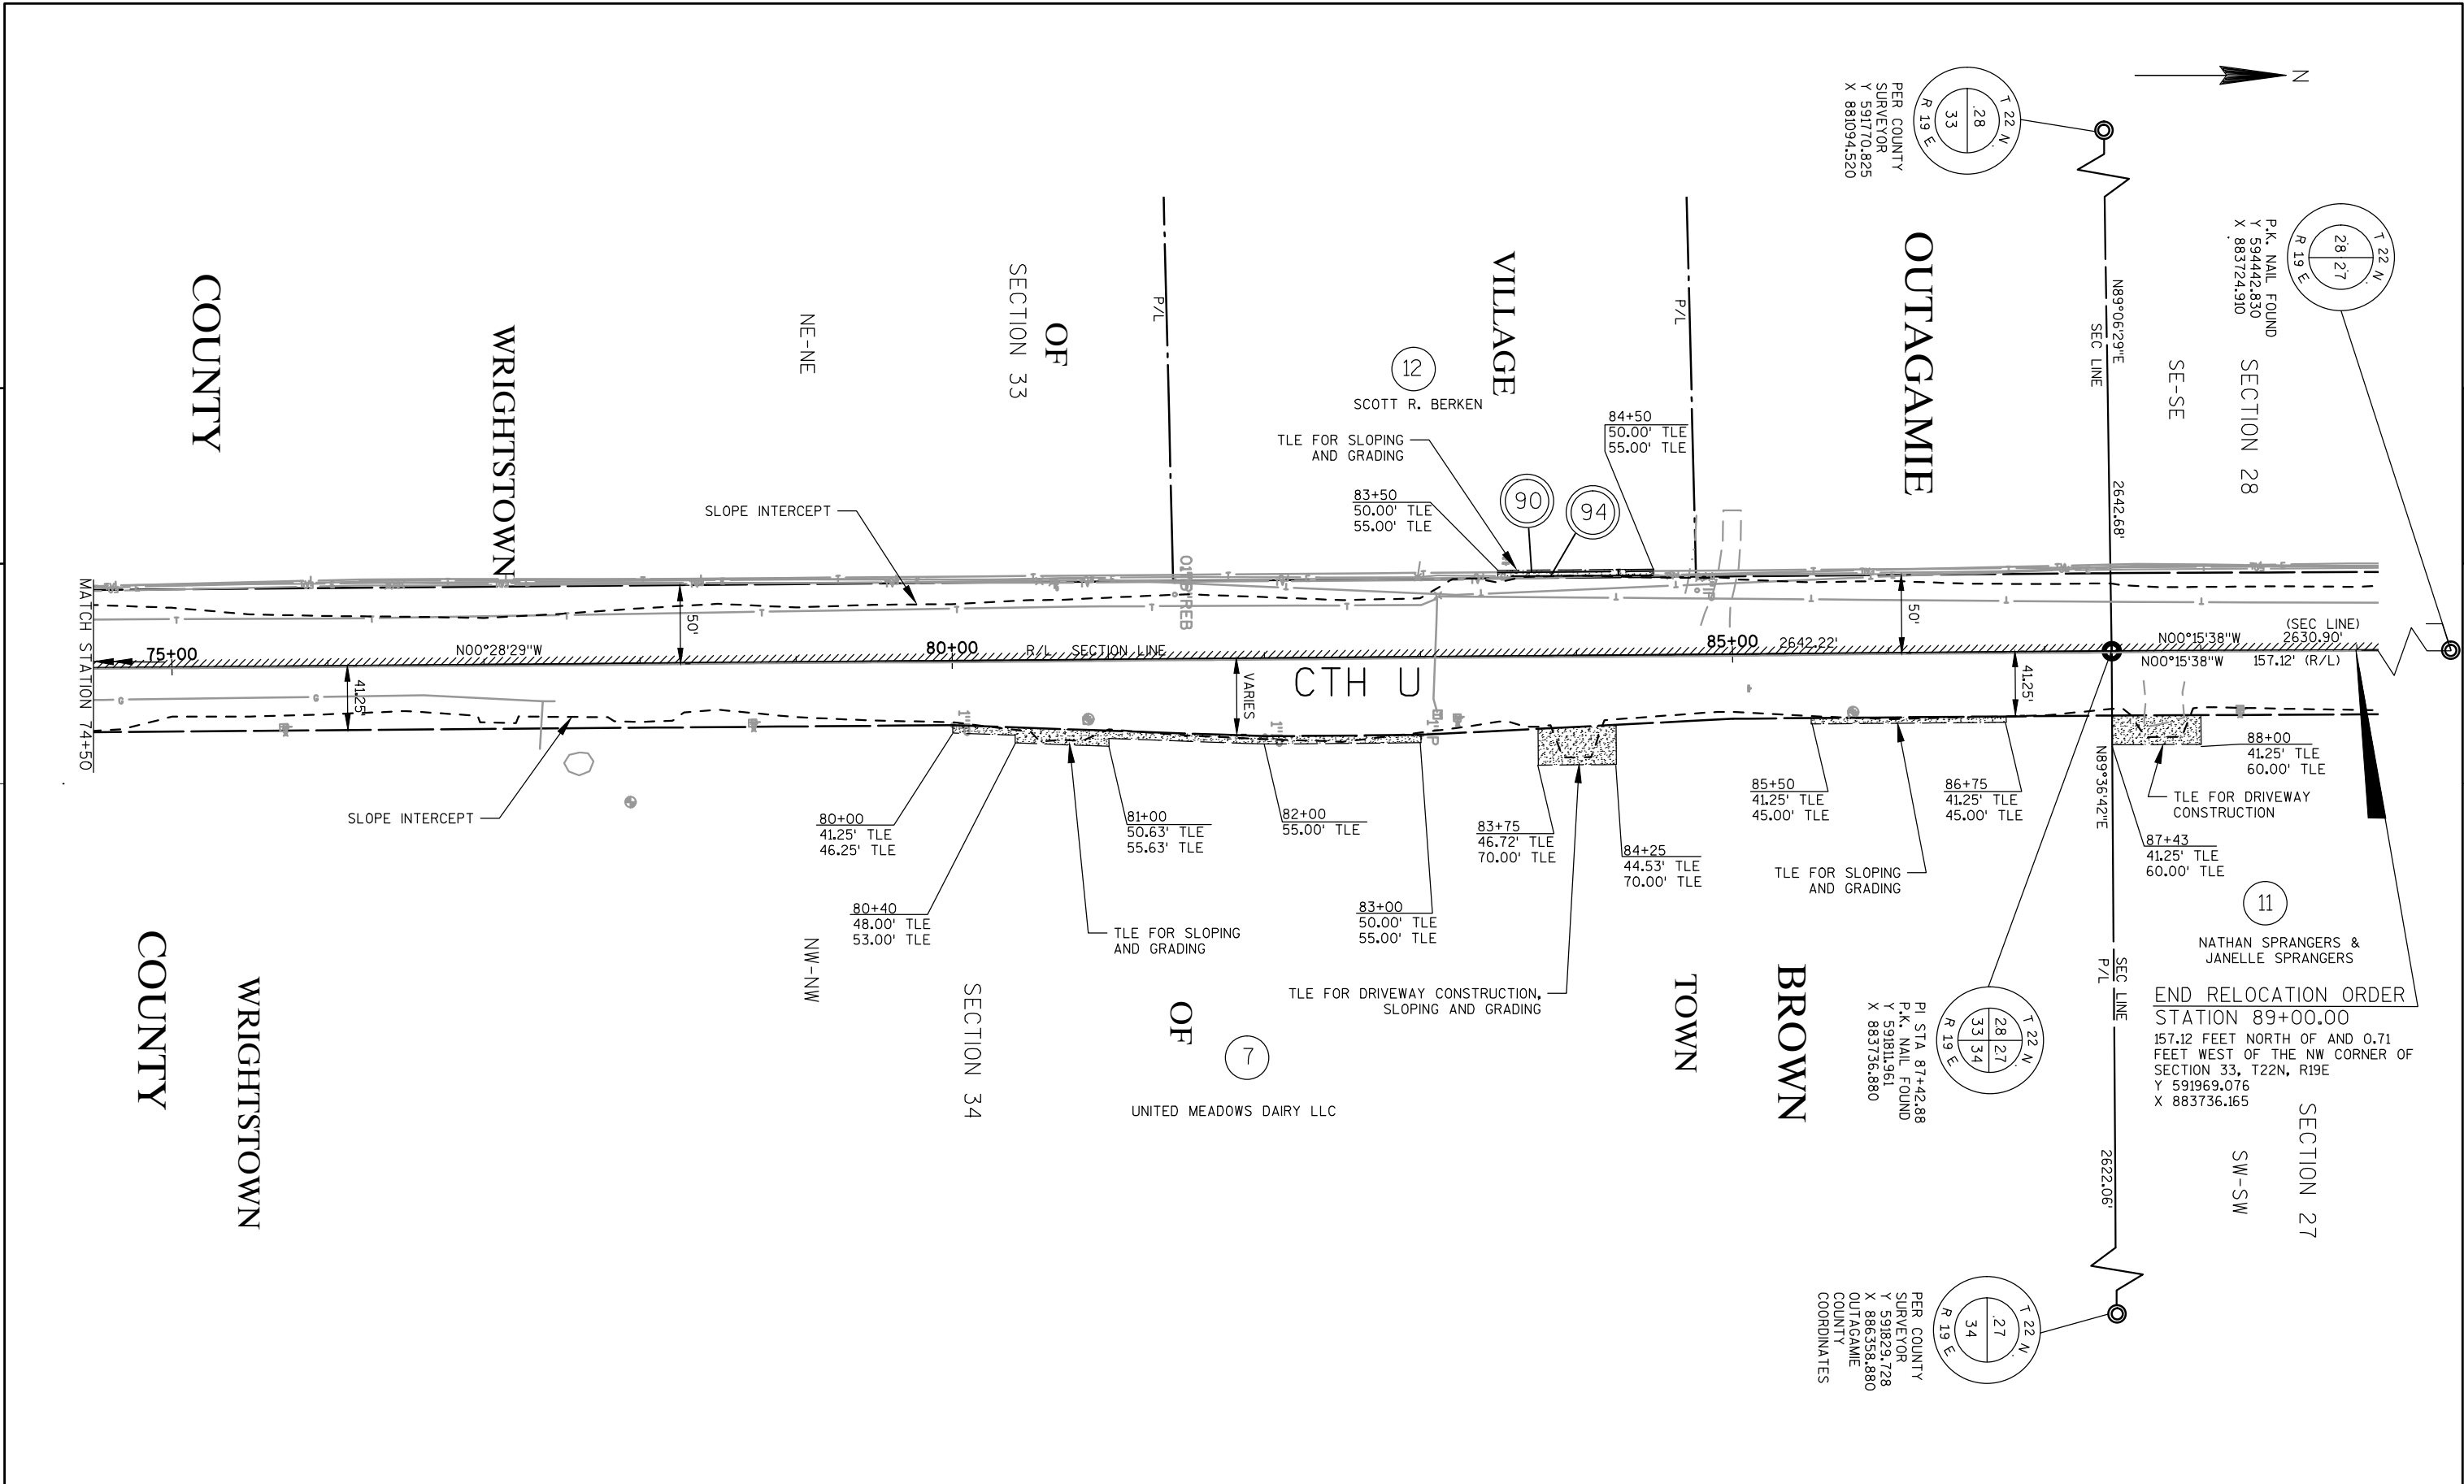 N
T 22 N
28
33
R 19 E
PER COUNTY
SURVEYOR
Y 591770.825
X 881094.520
T 22 N
28 27
R 19 E
P.K. NAIL FOUND
Y 594442.830
X 883724.910
COUNTY
WRIGHTSTOWN
NE-NE
SECTION 33
OF
P/L
VILLAGE
P/L
OUTAGAMIE
N89°06'29"E
SEC LINE
2642.68'
SE-SE
SECTION 28
12
SCOTT R. BERKEN
TLE FOR SLOPING
AND GRADING
84+50
50.00' TLE
55.00' TLE
83+50
50.00' TLE
55.00' TLE
90
94
SLOPE INTERCEPT
MATCH STATION 74+50
50'
50'
75+00
N00°28'29"W
80+00
R/L
SECTION LINE
85+00
2642.22'
(SEC LINE)
N00°15'38"W
2630.90'
N00°15'38"W
157.12' (R/L)
41.25'
VARIES
CTH U
41.25'
1" P
SLOPE INTERCEPT
80+00
41.25' TLE
46.25' TLE
81+00
50.63' TLE
55.63' TLE
82+00
55.00' TLE
83+75
46.72' TLE
70.00' TLE
84+25
44.53' TLE
70.00' TLE
85+50
41.25' TLE
45.00' TLE
86+75
41.25' TLE
45.00' TLE
88+00
41.25' TLE
60.00' TLE
TLE FOR DRIVEWAY
CONSTRUCTION
87+43
41.25' TLE
60.00' TLE
N89°36'42"E
80+40
48.00' TLE
53.00' TLE
TLE FOR SLOPING
AND GRADING
83+00
50.00' TLE
55.00' TLE
TLE FOR SLOPING
AND GRADING
TLE FOR DRIVEWAY CONSTRUCTION,
SLOPING AND GRADING
11
NATHAN SPRANGERS &
JANELLE SPRANGERS
COUNTY
WRIGHTSTOWN
NW-NW
SECTION 34
OF
7
UNITED MEADOWS DAIRY LLC
TOWN
BROWN
PI STA 87+42.88
P.K. NAIL FOUND
Y 591811.961
X 883736.880
T 22 N
28 27
33 34
R 19 E
SEC LINE
P/L
2622.06'
END RELOCATION ORDER
STATION 89+00.00
157.12 FEET NORTH OF AND 0.71
FEET WEST OF THE NW CORNER OF
SECTION 33, T22N, R19E
Y 591969.076
X 883736.165
SECTION 27
SW-SW
T 22 N
27
34
R 19 E
PER COUNTY
SURVEYOR
Y 591829.728
X 886358.880
OUTAGAMIE
COUNTY
COORDINATES